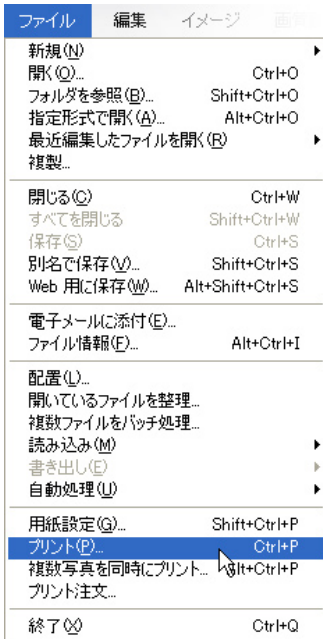 ファイル 編集 イメージ
新規(N)
開く(O)... Ctrl+O
フォルダを参照(B)... Shift+Ctrl+O
指定形式で開く(A)... Alt+Ctrl+O
最近編集したファイルを開く(R)
複製...
閉じる(C) Ctrl+W
すべてを閉じる Shift+Ctrl+W
保存(S) Ctrl+S
別名で保存(V)... Shift+Ctrl+S
Web 用に保存(W)... Alt+Shift+Ctrl+S
電子メールに添付(E)...
ファイル情報(F)... Alt+Ctrl+I
配置(L)...
開いているファイルを整理...
複数ファイルをバッチ処理...
読み込み(M)
書き出し(E)
自動処理(U)
用紙設定(G)... Shift+Ctrl+P
プリント(P)... Ctrl+P
複数写真を同時にプリント... Alt+Ctrl+P
プリント注文...
終了(X) Ctrl+Q